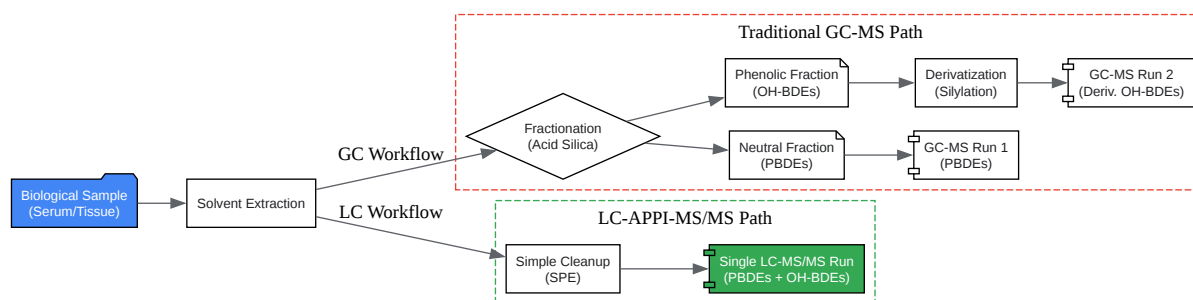 Traditional GC-MS Path
Phenolic Fraction
(OH-BDEs)
Derivatization
(Silylation)
GC-MS Run 2
(Deriv. OH-BDEs)
Fractionation
(Acid Silica)
Neutral Fraction
(PBDEs)
GC-MS Run 1
(PBDEs)
GC Workflow
Biological Sample
(Serum/Tissue)
Solvent Extraction
LC Workflow
LC-APPI-MS/MS Path
Simple Cleanup
(SPE)
Single LC-MS/MS Run
(PBDEs + OH-BDEs)